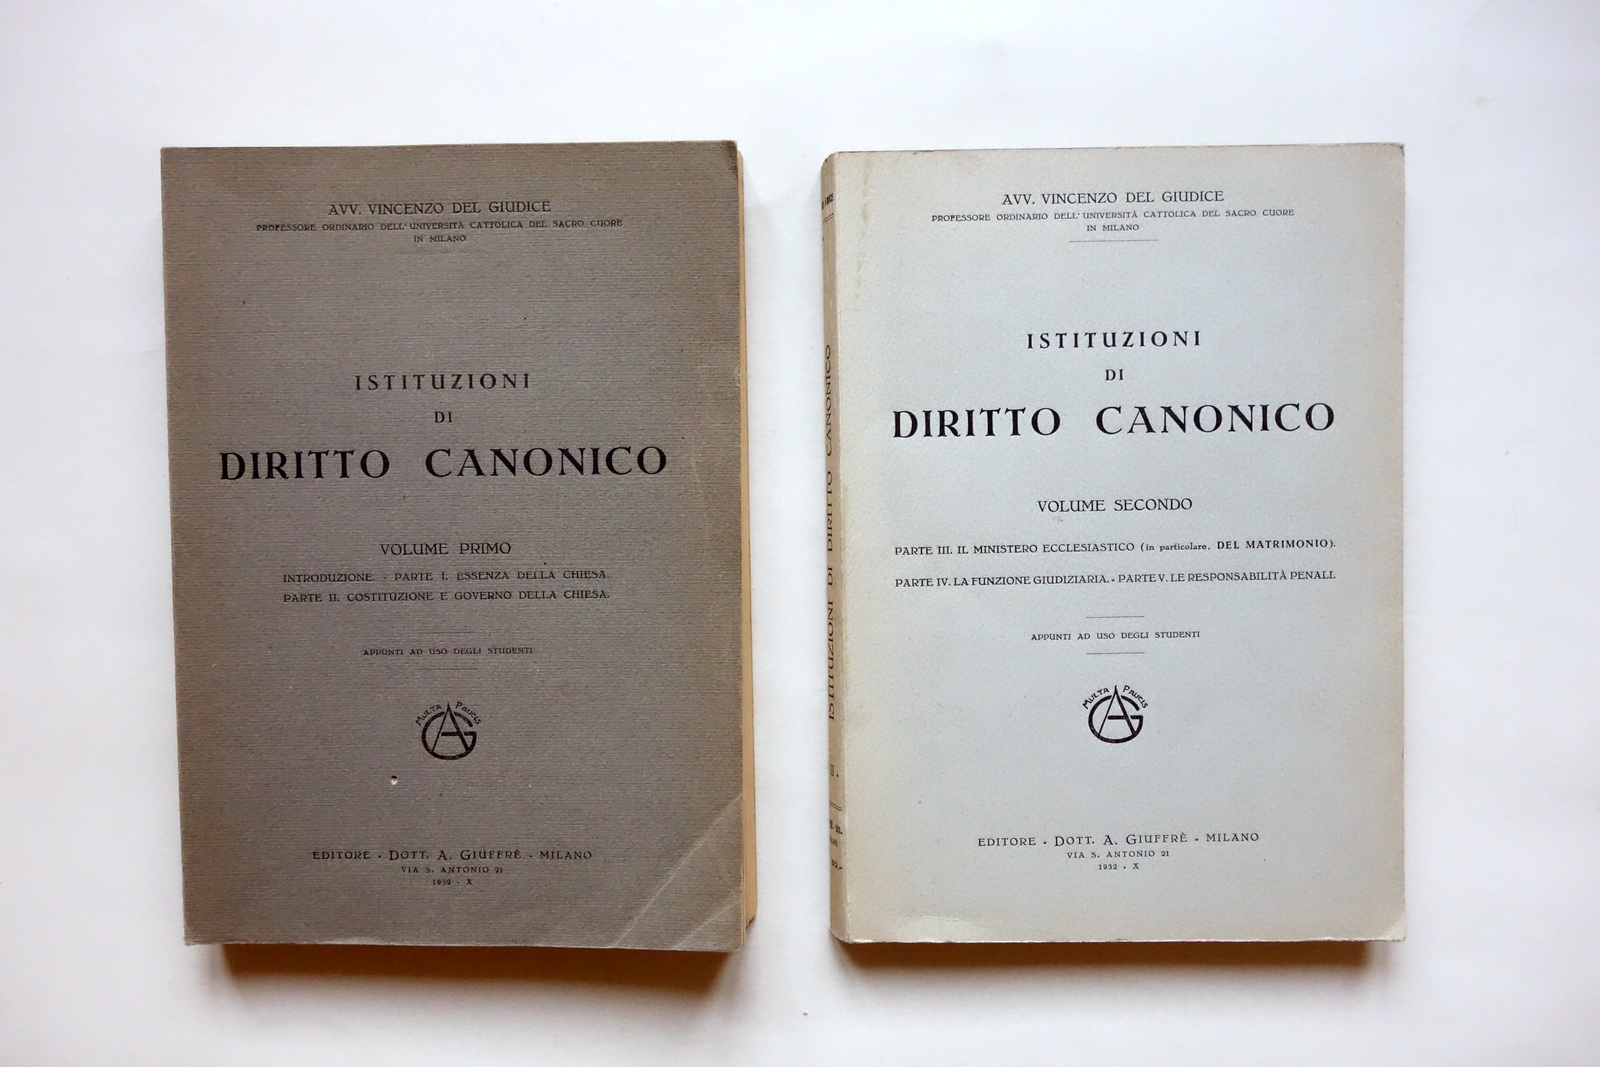 AVV. VINCENZO DEL GIUDICE
PROFESSORE ORDINARIO DELL'UNIVERSITÀ CATTOLICA DEL SACRO CUORE
IN MILANO
ISTITUZIONI
DI
DIRITTO CANONICO
VOLUME PRIMO
INTRODUZIONE. - PARTE I. ESSENZA DELLA CHIESA.
PARTE II. COSTITUZIONE E GOVERNO DELLA CHIESA.
APPUNTI AD USO DEGLI STUDENTI
MULTA PAUCIS
AG
EDITORE - DOTT. A. GIUFFRÈ - MILANO
VIA S. ANTONIO 21
1932 - X
ISTITUZIONI DI DIRITTO CANONICO
II.
AVV. VINCENZO DEL GIUDICE
PROFESSORE ORDINARIO DELL'UNIVERSITÀ CATTOLICA DEL SACRO CUORE
IN MILANO
ISTITUZIONI
DI
DIRITTO CANONICO
VOLUME SECONDO
PARTE III. IL MINISTERO ECCLESIASTICO (in particolare, DEL MATRIMONIO).
PARTE IV. LA FUNZIONE GIUDIZIARIA. - PARTE V. LE RESPONSABILITÀ PENALI.
APPUNTI AD USO DEGLI STUDENTI
MULTA PAUCIS
AG
EDITORE - DOTT. A. GIUFFRÈ - MILANO
VIA S. ANTONIO 21
1932 - X